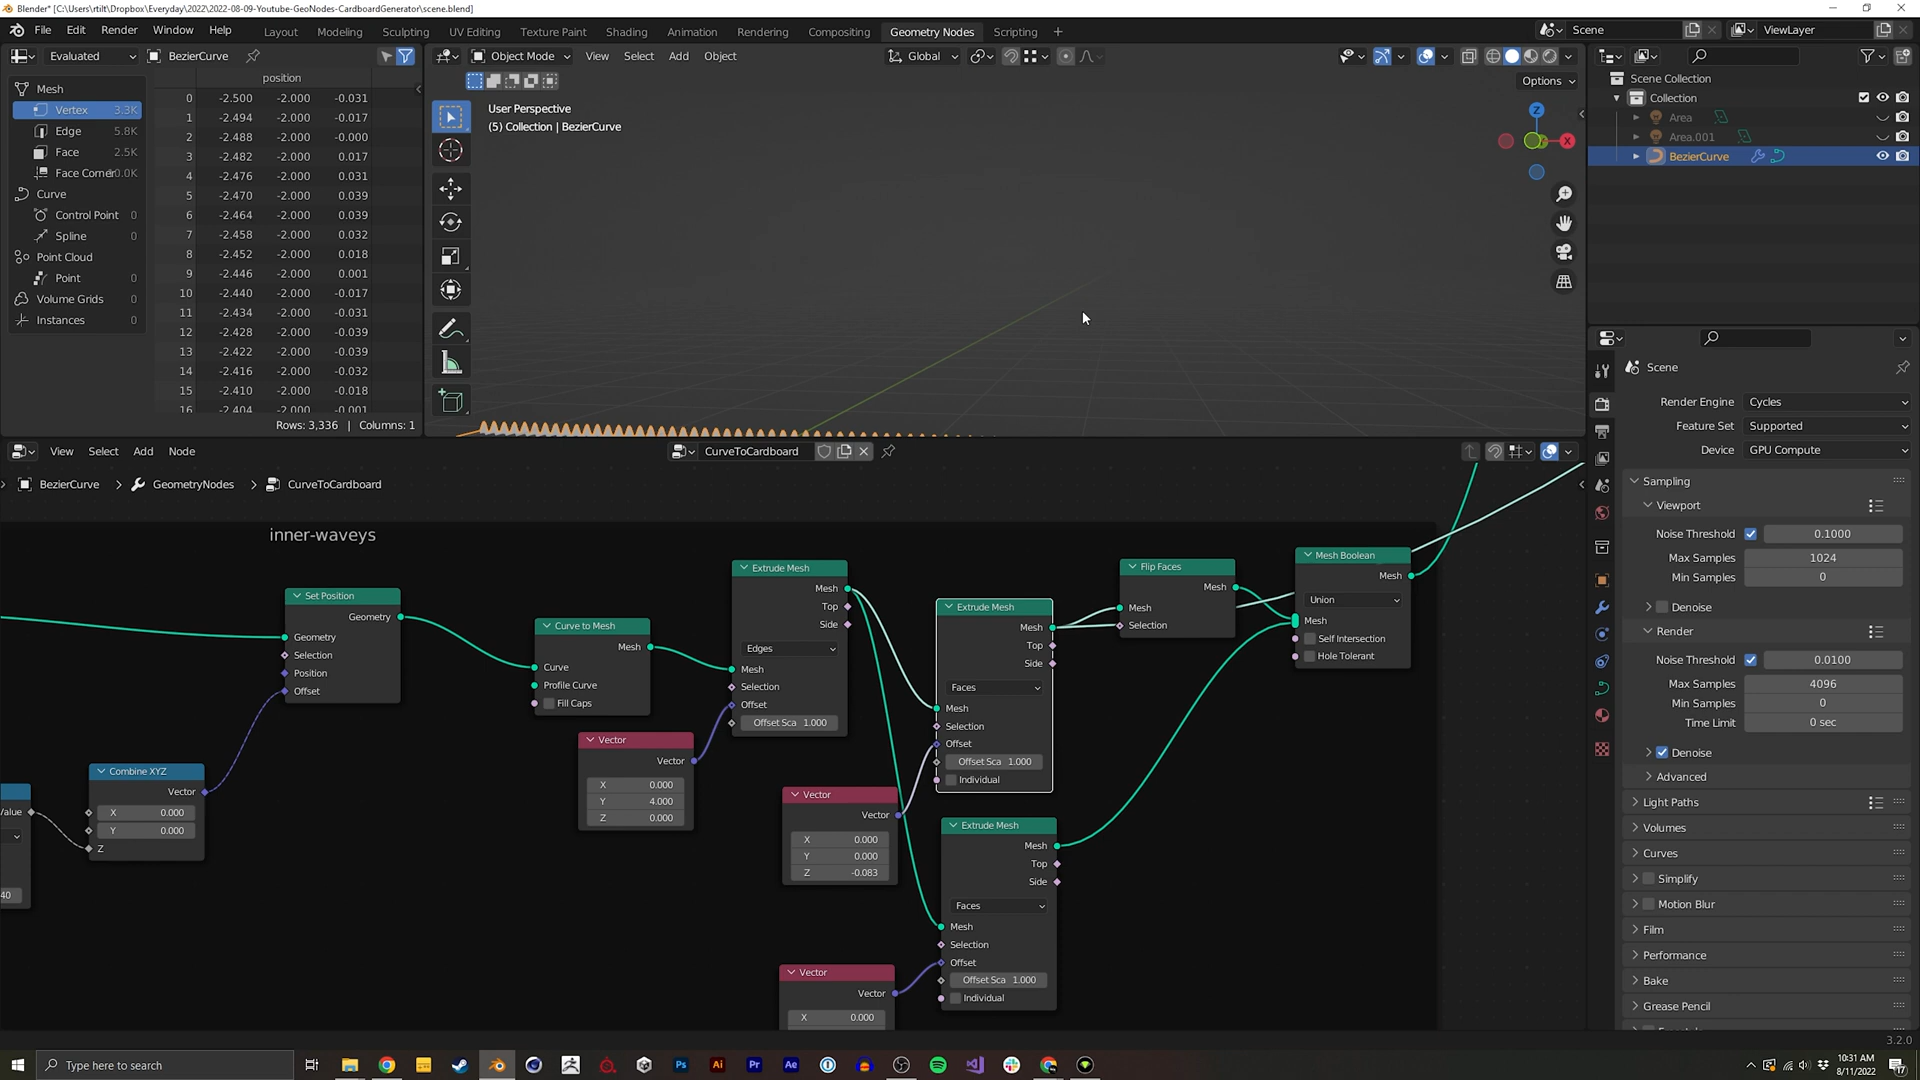 Blender* [C:\Users\rtilt\Dropbox\Everyday\2022\2022-08-09-Youtube-GeoNodes-CardboardGenerator\scene.blend]
File Edit Render Window Help Layout Modeling Sculpting UV Editing Texture Paint Shading Animation Rendering Compositing Geometry Nodes Scripting + Scene ViewLayer
Evaluated BezierCurve Object Mode View Select Add Object Global
position
Options
Mesh
Vertex 3.3K
Edge 5.8K
Face 2.5K
Face Corner
Curve
Control Point 0
Spline 0
Point Cloud
Point 0
Volume Grids 0
Instances 0
0 -2.500 -2.000 -0.031
1 -2.494 -2.000 -0.017
2 -2.488 -2.000 -0.000
3 -2.482 -2.000 0.017
4 -2.476 -2.000 0.031
5 -2.470 -2.000 0.039
6 -2.464 -2.000 0.039
7 -2.458 -2.000 0.032
8 -2.452 -2.000 0.018
9 -2.446 -2.000 0.001
10 -2.440 -2.000 -0.017
11 -2.434 -2.000 -0.031
12 -2.428 -2.000 -0.039
13 -2.422 -2.000 -0.039
14 -2.416 -2.000 -0.032
15 -2.410 -2.000 -0.018
16 -2.404 -2.000 -0.001
Rows: 3,336 | Columns: 1
User Perspective
(5) Collection | BezierCurve
Z
X
Scene Collection
Collection
Area
Area.001
BezierCurve
View Select Add Node
CurveToCardboard
BezierCurve > GeometryNodes > CurveToCardboard
inner-waveys
Set Position
Geometry
Geometry
Selection
Position
Offset
Combine XYZ
Vector
X 0.000
Y 0.000
Z
Value
40
Curve to Mesh
Mesh
Curve
Profile Curve
Fill Caps
Vector
Vector
X 0.000
Y 4.000
Z 0.000
Extrude Mesh
Mesh
Top
Side
Edges
Mesh
Selection
Offset
Offset Sca 1.000
Vector
Vector
X 0.000
Y 0.000
Z -0.083
Extrude Mesh
Mesh
Top
Side
Faces
Mesh
Selection
Offset
Offset Sca 1.000
Individual
Vector
Vector
X 0.000
Extrude Mesh
Mesh
Top
Side
Faces
Mesh
Selection
Offset
Offset Sca 1.000
Individual
Flip Faces
Mesh
Mesh
Selection
Mesh Boolean
Mesh
Union
Mesh
Self Intersection
Hole Tolerant
Scene
Render Engine Cycles
Feature Set Supported
Device GPU Compute
Sampling
Viewport
Noise Threshold 0.1000
Max Samples 1024
Min Samples 0
Denoise
Render
Noise Threshold 0.0100
Max Samples 4096
Min Samples 0
Time Limit 0 sec
Denoise
Advanced
Light Paths
Volumes
Curves
Simplify
Motion Blur
Film
Performance
Bake
Grease Pencil
3.2.0
Type here to search
Ps Ai Pr Ae
10:31 AM
8/11/2022
17